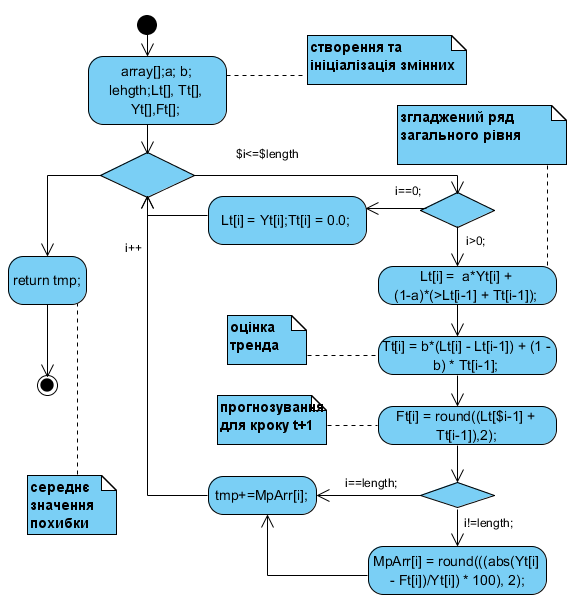 array[];a; b;
lehgth;Lt[], Tt[],
Yt[],Ft[];
створення та
ініціалізація змінних
згладжений ряд
загального рівня
$i<=$length
i==0;
Lt[i] = Yt[i];Tt[i] = 0.0;
i>0;
i++
return tmp;
Lt[i] = a*Yt[i] +
(1-a)*(>Lt[i-1] + Tt[i-1]);
оцінка
тренда
Tt[i] = b*(Lt[i] - Lt[i-1]) + (1 -
b) * Tt[i-1];
прогнозування
для кроку t+1
Ft[i] = round((Lt[$i-1] +
Tt[i-1]),2);
середнє
значення
похибки
tmp+=MpArr[i];
i==length;
i!=length;
MpArr[i] = round(((abs(Yt[i]
- Ft[i])/Yt[i]) * 100), 2);